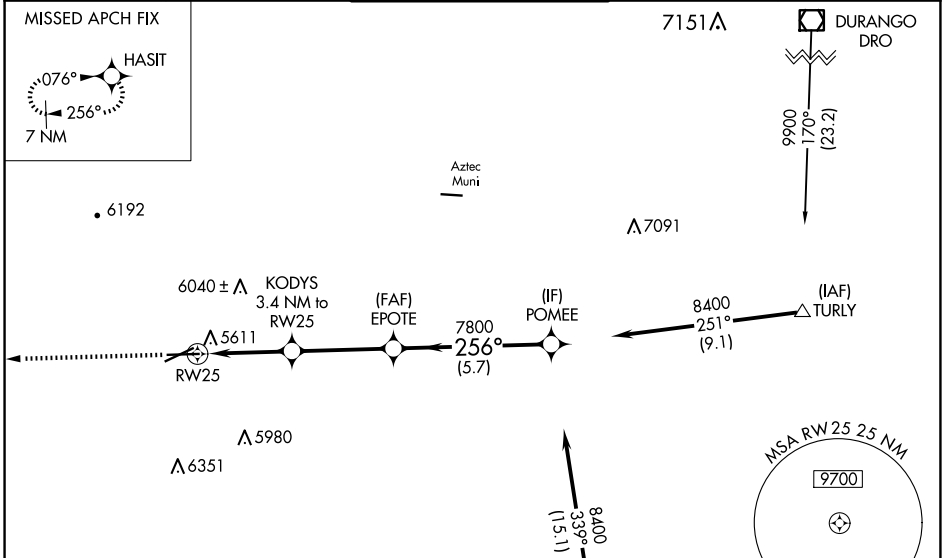 MISSED APCH FIX
HASIT
076°
256°
7 NM
7151
DURANGO
DRO
9900
170°
(23.2)
Aztec
Muni
6192
7091
6040 ±
KODYS
3.4 NM to
RW25
(FAF)
EPOTE
7800
256°
(5.7)
(IF)
POMEE
8400
251°
(9.1)
(IAF)
TURLY
5611
RW25
5980
6351
8400
339°
(15.1)
MSA RW 25 25 NM
9700